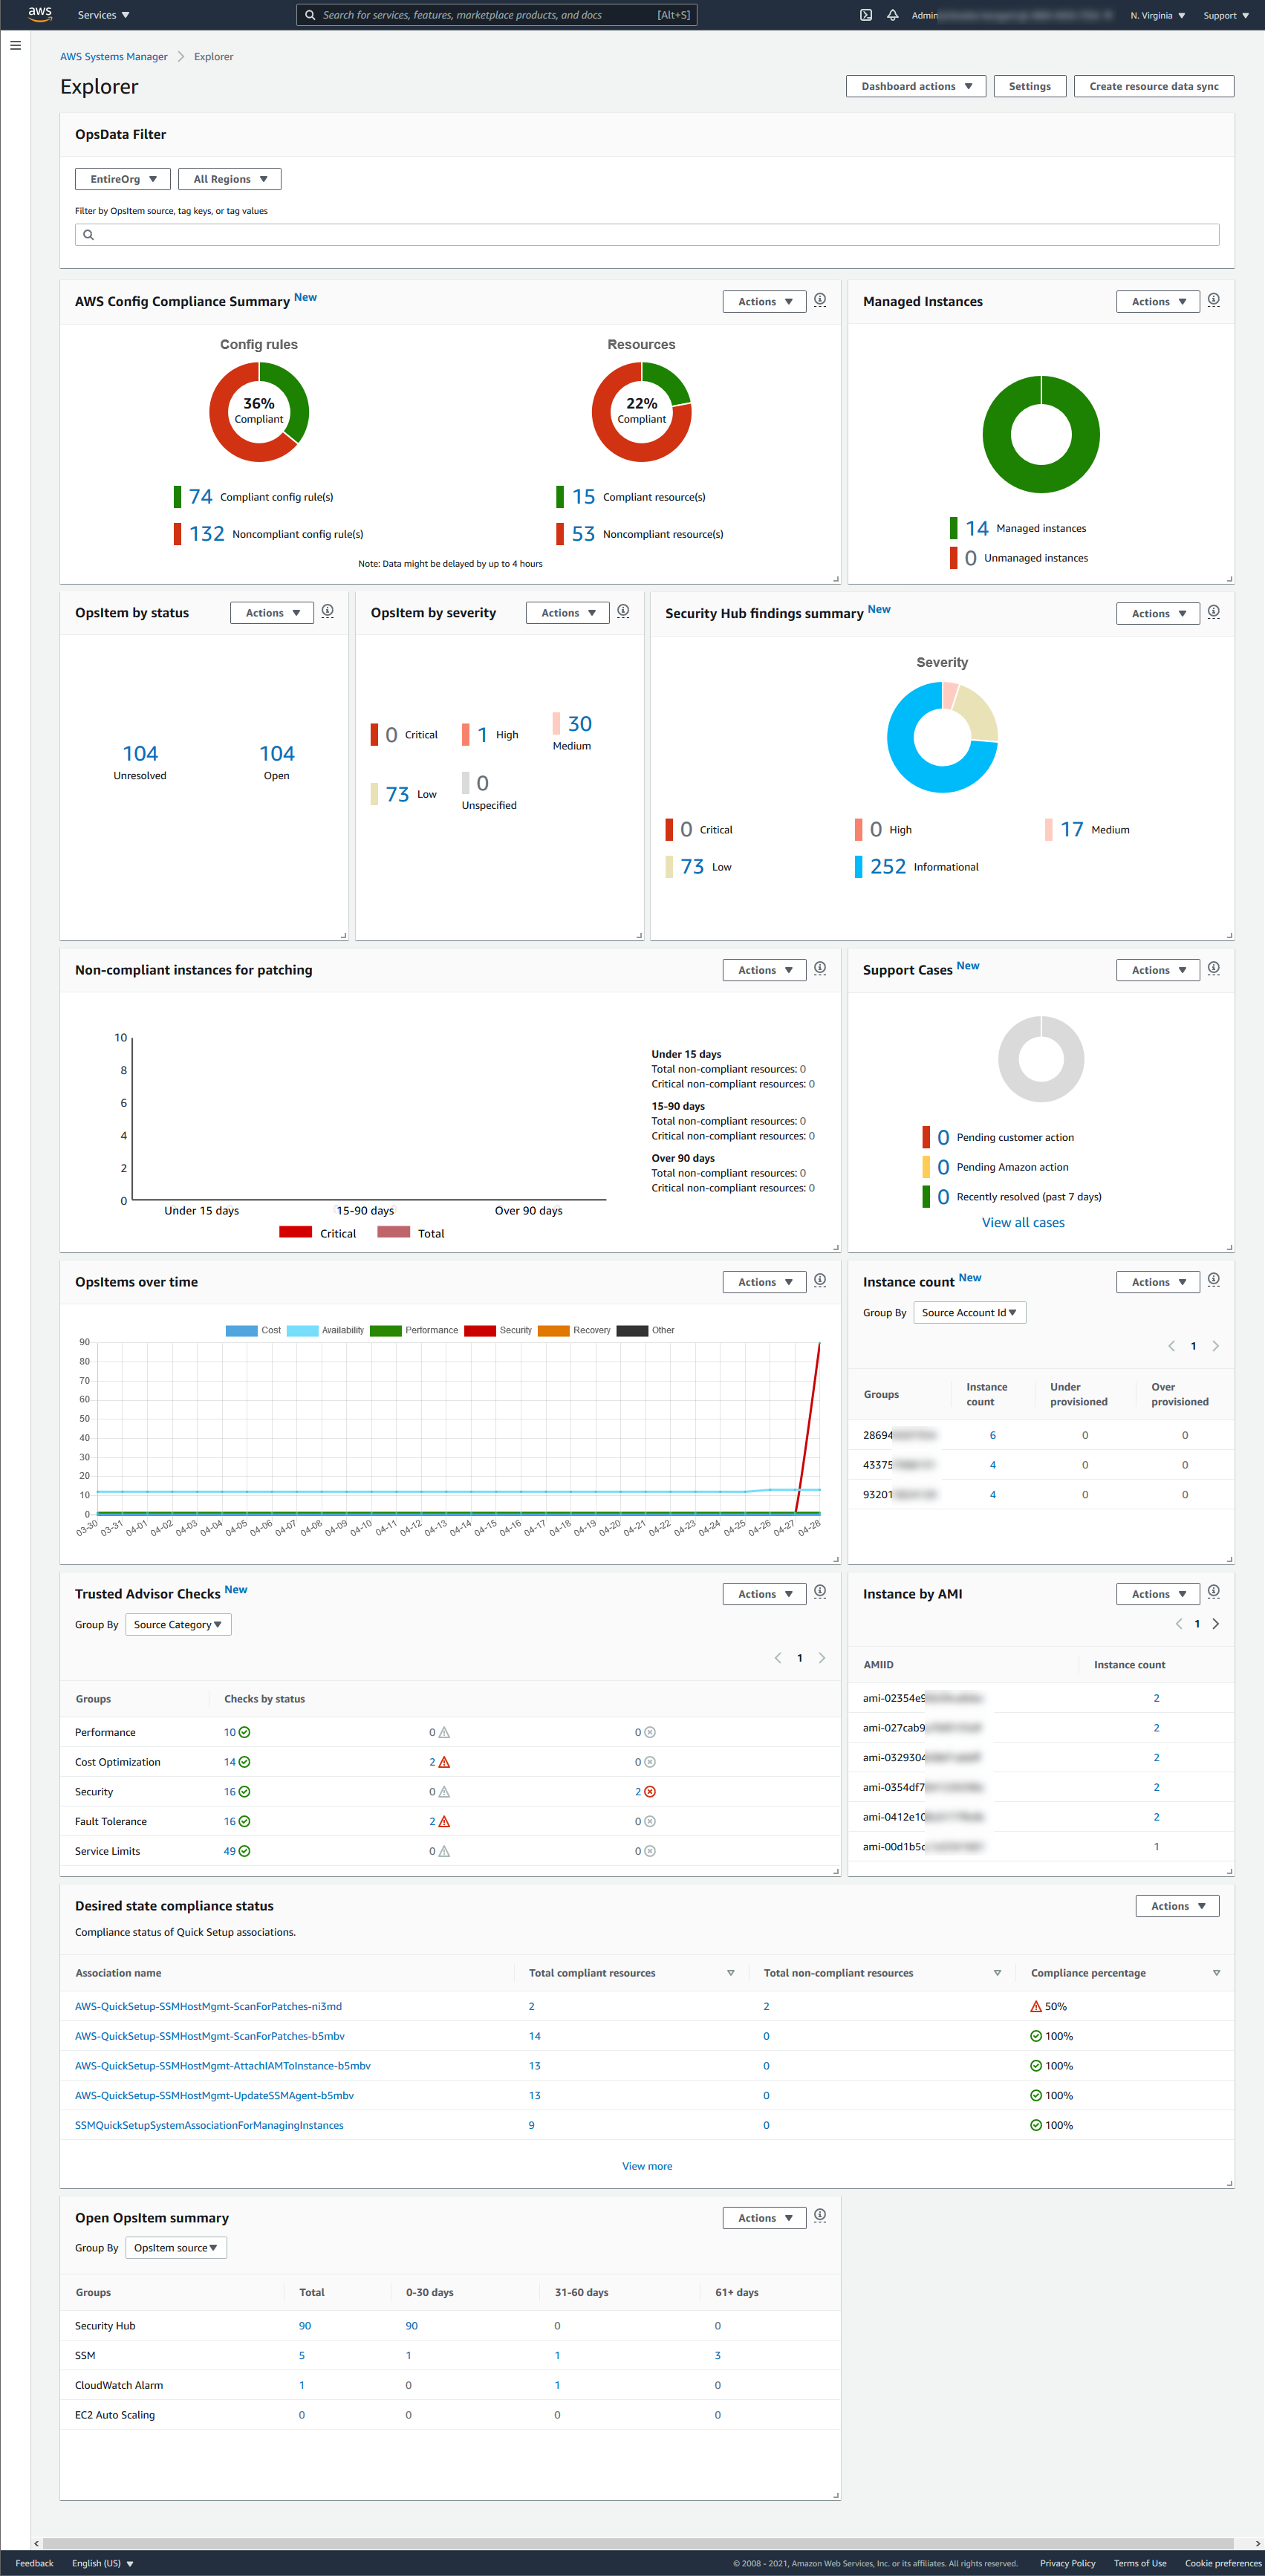 aws
Services
Search for services, features, marketplace products, and docs [Alt+S]
Admin
N. Virginia
Support
AWS Systems Manager
Explorer
Explorer
Dashboard actions
Settings
Create resource data sync
OpsData Filter
EntireOrg
All Regions
Filter by OpsItem source, tag keys, or tag values
AWS Config Compliance Summary New
Actions
Config rules
36%
Compliant
74 Compliant config rule(s)
132 Noncompliant config rule(s)
Resources
22%
Compliant
15 Compliant resource(s)
53 Noncompliant resource(s)
Note: Data might be delayed by up to 4 hours
Managed Instances
Actions
14 Managed instances
0 Unmanaged instances
OpsItem by status
Actions
104
Unresolved
104
Open
OpsItem by severity
Actions
0 Critical
1 High
30
Medium
73 Low
0
Unspecified
Security Hub findings summary New
Actions
Severity
0 Critical
0 High
17 Medium
73 Low
252 Informational
Non-compliant instances for patching
Actions
10
8
6
4
2
0
Under 15 days
15-90 days
Over 90 days
Critical
Total
Under 15 days
Total non-compliant resources: 0
Critical non-compliant resources: 0
15-90 days
Total non-compliant resources: 0
Critical non-compliant resources: 0
Over 90 days
Total non-compliant resources: 0
Critical non-compliant resources: 0
Support Cases New
Actions
0 Pending customer action
0 Pending Amazon action
0 Recently resolved (past 7 days)
View all cases
OpsItems over time
Actions
Cost Availability Performance Security Recovery Other
90
80
70
60
50
40
30
20
10
0
03-30 03-31 04-01 04-02 04-03 04-04 04-05 04-06 04-07 04-08 04-09 04-10 04-11 04-12 04-13 04-14 04-15 04-16 04-17 04-18 04-19 04-20 04-21 04-22 04-23 04-24 04-25 04-26 04-27 04-28
Instance count New
Actions
Group By Source Account Id
1
Groups Instance count Under provisioned Over provisioned
28694 6 0 0
43375 4 0 0
93201 4 0 0
Trusted Advisor Checks New
Actions
Group By Source Category
1
Groups Checks by status
Performance 10 0 0
Cost Optimization 14 2 0
Security 16 0 2
Fault Tolerance 16 2 0
Service Limits 49 0 0
Instance by AMI
Actions
1
AMIID Instance count
ami-02354e9 2
ami-027cab9 2
ami-0329304 2
ami-0354df7 2
ami-0412e10 2
ami-00d1b5c 1
Desired state compliance status
Actions
Compliance status of Quick Setup associations.
Association name Total compliant resources Total non-compliant resources Compliance percentage
AWS-QuickSetup-SSMHostMgmt-ScanForPatches-ni3md 2 2 50%
AWS-QuickSetup-SSMHostMgmt-ScanForPatches-b5mbv 14 0 100%
AWS-QuickSetup-SSMHostMgmt-AttachIAMToInstance-b5mbv 13 0 100%
AWS-QuickSetup-SSMHostMgmt-UpdateSSMAgent-b5mbv 13 0 100%
SSMQuickSetupSystemAssociationForManagingInstances 9 0 100%
View more
Open OpsItem summary
Actions
Group By OpsItem source
Groups Total 0-30 days 31-60 days 61+ days
Security Hub 90 90 0 0
SSM 5 1 1 3
CloudWatch Alarm 1 0 1 0
EC2 Auto Scaling 0 0 0 0
Feedback
English (US)
© 2008 - 2021, Amazon Web Services, Inc. or its affiliates. All rights reserved.
Privacy Policy
Terms of Use
Cookie preferences